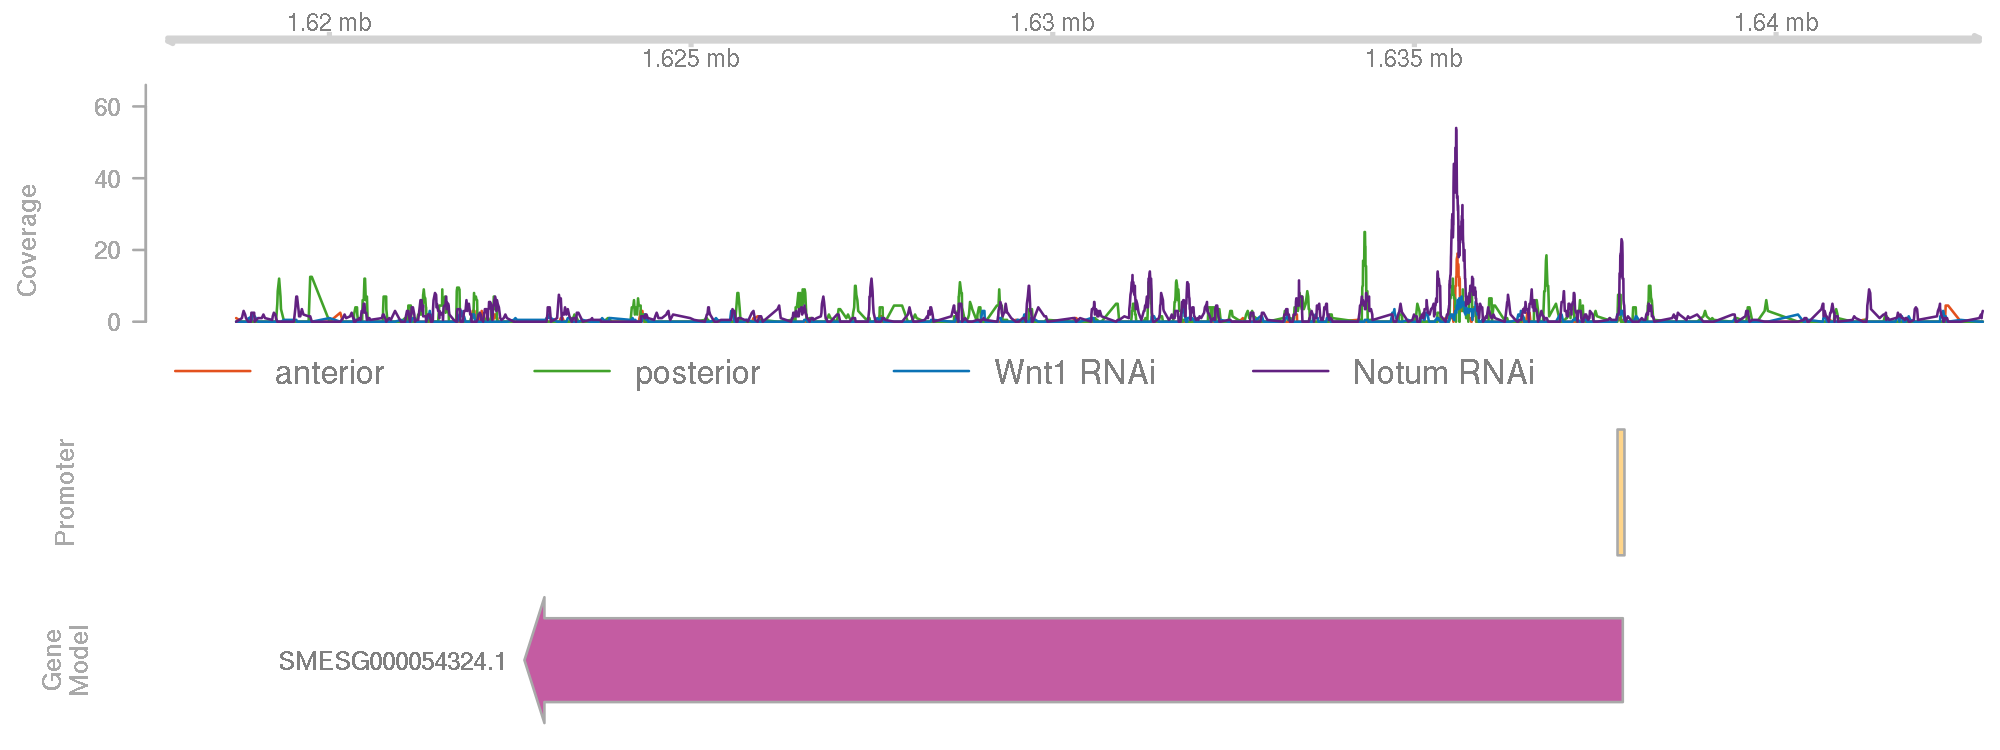 1.62 mb
1.63 mb
1.64 mb
1.625 mb
1.635 mb
Coverage
60
40
20
0
anterior
posterior
Wnt1 RNAi
Notum RNAi
Promoter
Gene
Model
SMESG000054324.1